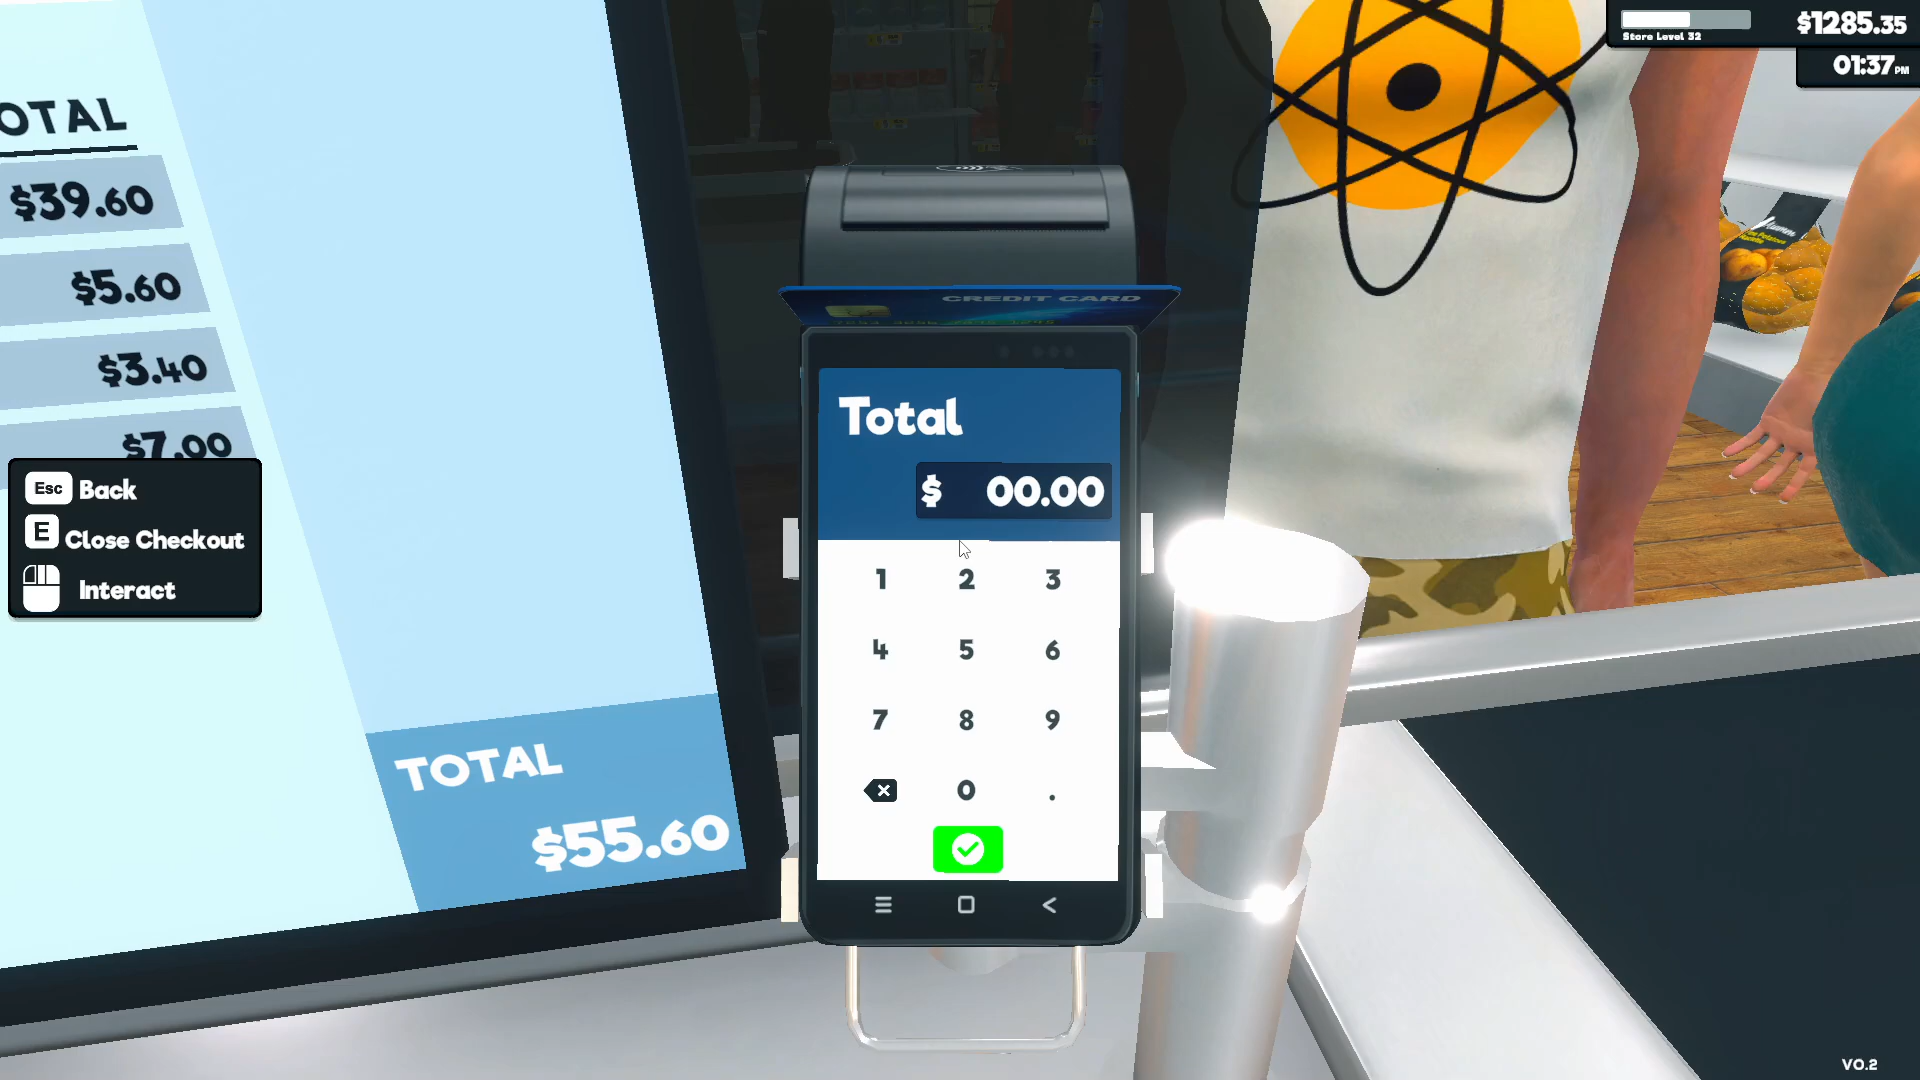 OTAL
$39.60
$5.60
$3.40
$7.00
Esc Back
E Close Checkout
Interact
TOTAL
$55.60
CREDIT CARD
Total
$ 00.00
1 2 3
4 5 6
7 8 9
0 .
Store Level 32
$1285.35
01:37PM
V0.2